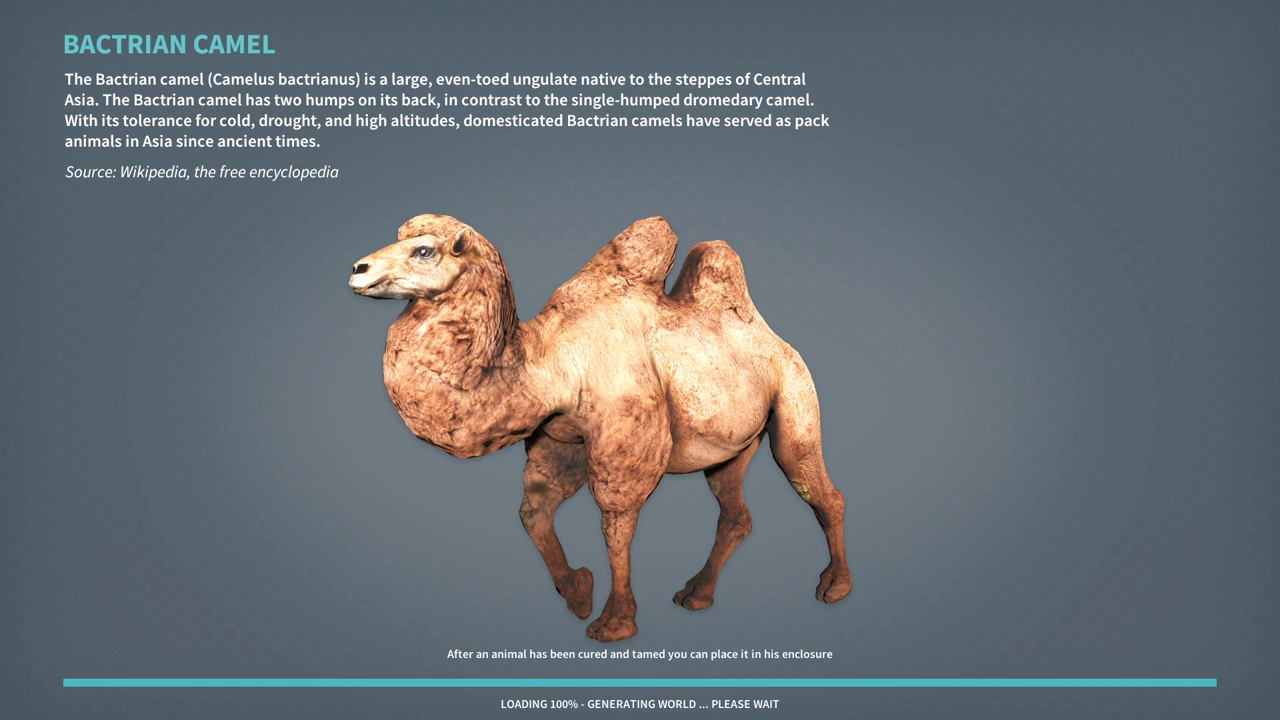 BACTRIAN CAMEL
The Bactrian camel (Camelus bactrianus) is a large, even-toed ungulate native to the steppes of Central
Asia. The Bactrian camel has two humps on its back, in contrast to the single-humped dromedary camel.
With its tolerance for cold, drought, and high altitudes, domesticated Bactrian camels have served as pack
animals in Asia since ancient times.
Source: Wikipedia, the free encyclopedia
After an animal has been cured and tamed you can place it in his enclosure
LOADING 100% - GENERATING WORLD ... PLEASE WAIT